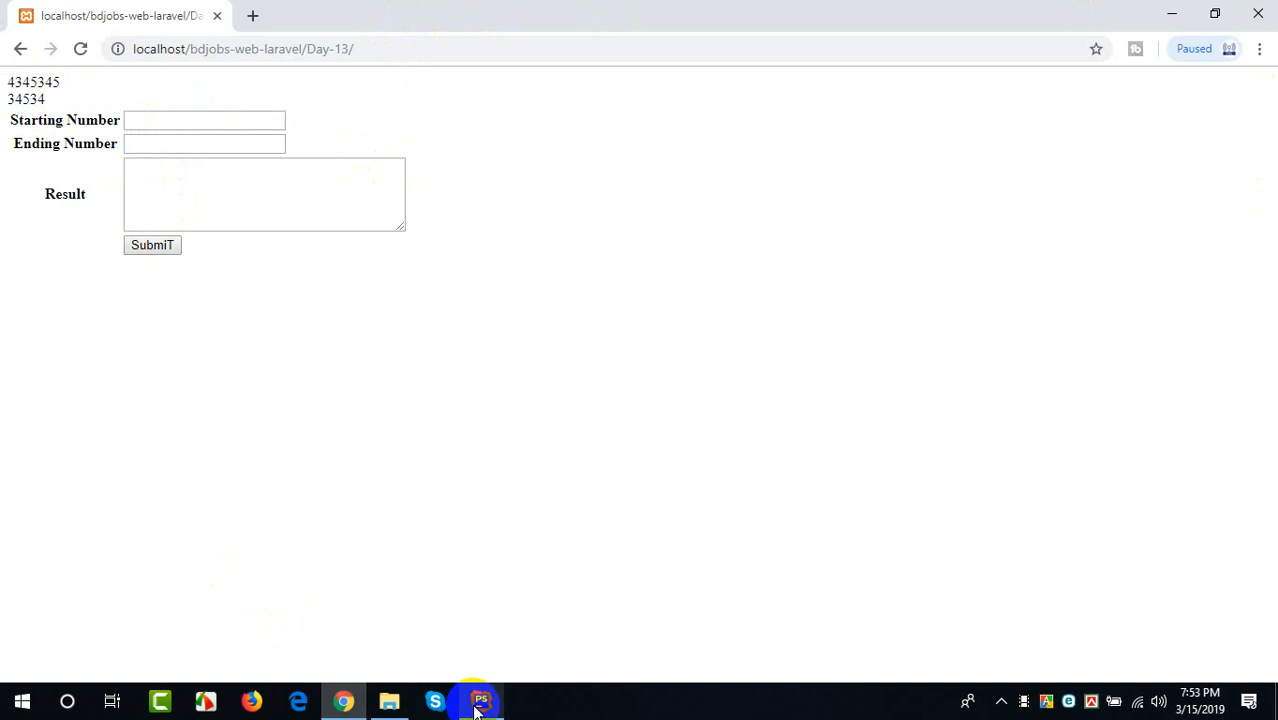 localhost/bdjobs-web-laravel/Da
localhost/bdjobs-web-laravel/Day-13/
Paused
4345345
34534
Starting Number
Ending Number
Result
SubmiT
PS
7:53 PM
3/15/2019